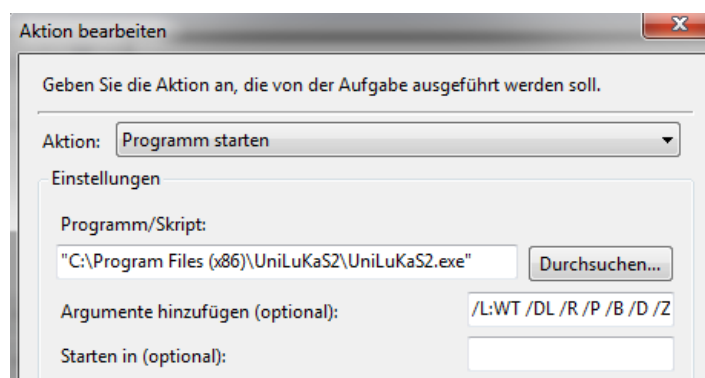 Aktion bearbeiten
Geben Sie die Aktion an, die von der Aufgabe ausgeführt werden soll.
Aktion: Programm starten
Einstellungen
Programm/Skript:
"C:\Program Files (x86)\UniLuKaS2\UniLuKaS2.exe" Durchsuchen...
Argumente hinzufügen (optional): /L:WT /DL /R /P /B /D /Z
Starten in (optional):